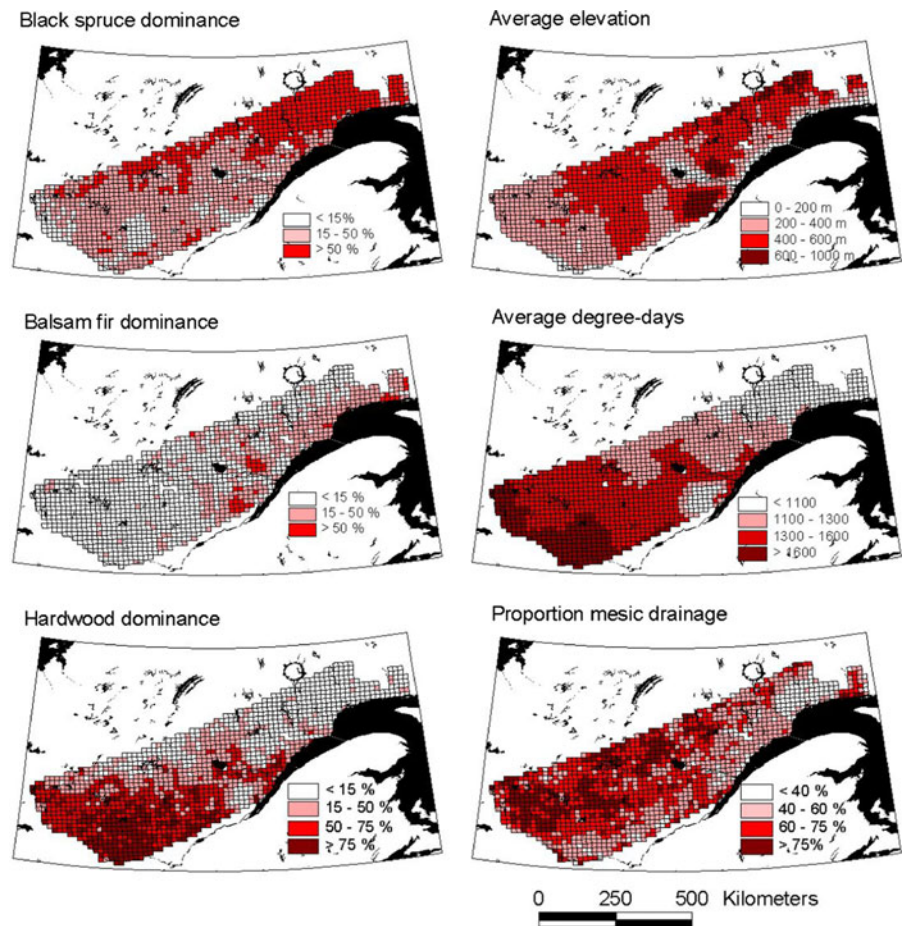 Black spruce dominance
< 15%
15 - 50 %
> 50 %
Average elevation
0 - 200 m
200 - 400 m
400 - 600 m
600 - 1000 m
Balsam fir dominance
< 15 %
15 - 50 %
> 50 %
Average degree-days
<1100
1100 - 1300
1300 - 1600
> 1600
Hardwood dominance
< 15 %
15 - 50 %
50 - 75 %
> 75 %
Proportion mesic drainage
< 40 %
40 - 60 %
60 - 75 %
> 75%
0 250 500 Kilometers